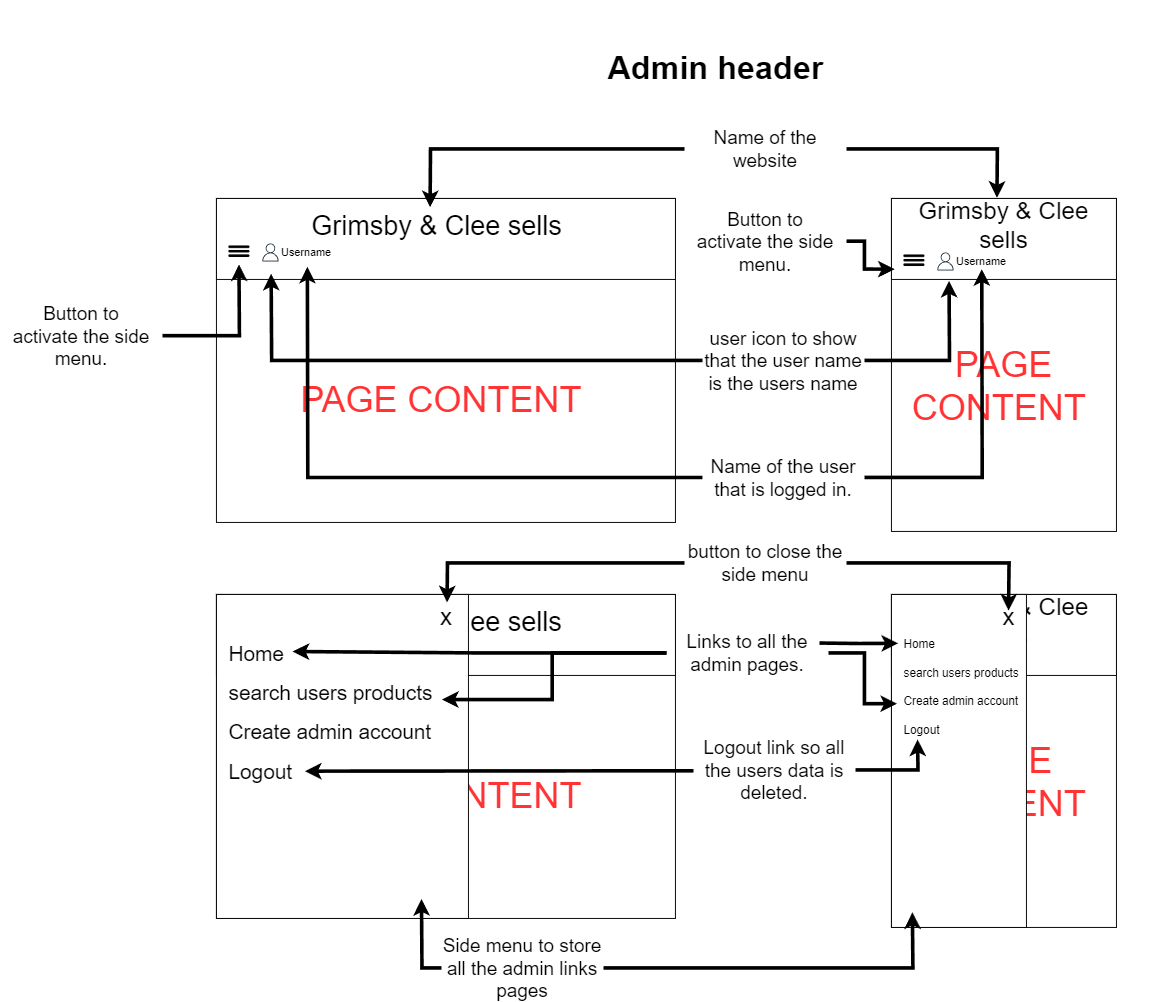 Admin header
Name of the
website
Grimsby & Clee sells
Username
Button to
activate the side
menu.
Grimsby & Clee
sells
Username
Button to
activate the side
menu.
user icon to show
that the user name
is the users name
PAGE CONTENT
PAGE
CONTENT
Name of the user
that is logged in.
button to close the
side menu
X
ee sells
Home
search users products
Create admin account
Logout
NTENT
Links to all the
admin pages.
Logout link so all
the users data is
deleted.
X
& Clee
Home
search users products
Create admin account
Logout
E
ENT
Side menu to store
all the admin links
pages